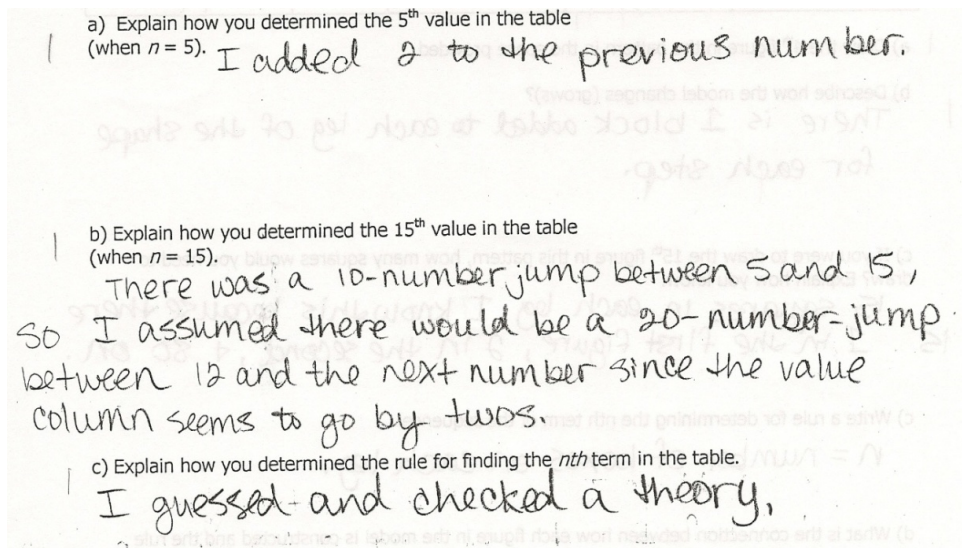 a) Explain how you determined the 5th value in the table
(when n = 5). I added 2 to the previous number.
b) Explain how you determined the 15th value in the table
(when n = 15).
There was a 10-number jump between 5 and 15,
so I assumed there would be a 20-number-jump
between 12 and the next number since the value
column seems to go by twos.
c) Explain how you determined the rule for finding the nth term in the table.
I guessed and checked a theory.